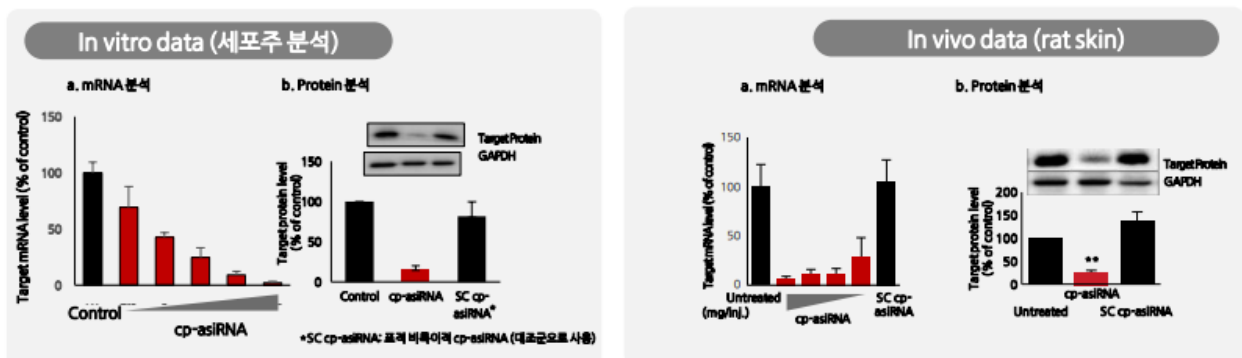 In vitro data (세포주 분석)
a. mRNA 분석
b. Protein 분석
Target mRNA level (% of control)
150
100
50
0
Control
cp-asiRNA
Target Protein
GAPDH
Target protein level
(% of control)
150
100
50
0
Control
cp-asiRNA
SC cp-
asiRNA*
*SC cp-asiRNA: 표적 비특이적 cp-asiRNA (대조군으로 사용)
In vivo data (rat skin)
a. mRNA 분석
b. Protein 분석
Target mRNA level (% of control)
150
100
50
0
Untreated
(mg/inj.)
cp-asiRNA
SC cp-
asiRNA
Target Protein
GAPDH
Target protein level
(% of control)
200
150
100
50
0
**
cp-asiRNA
Untreated
SC cp-asiRNA